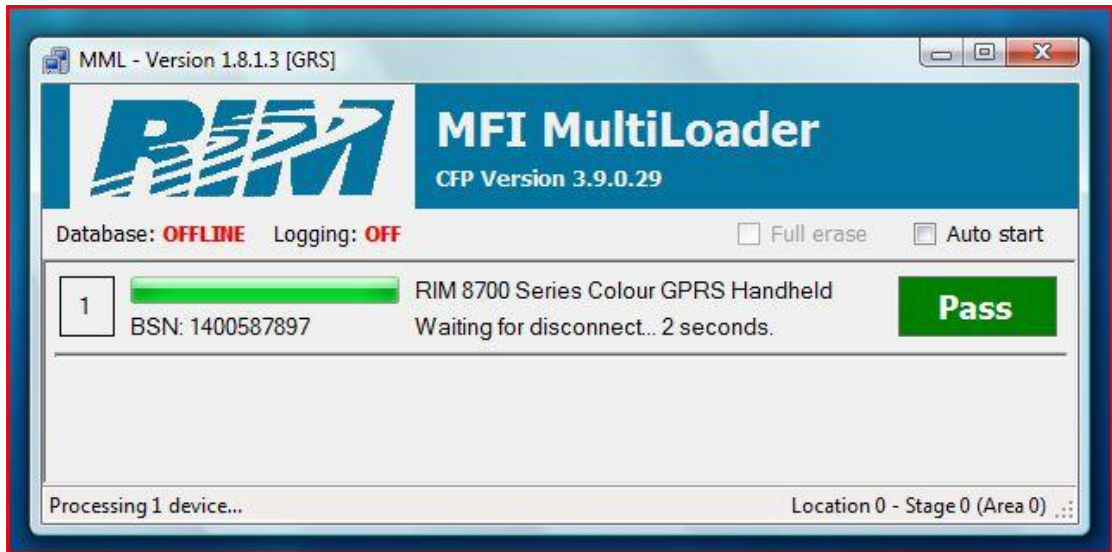 MML - Version 1.8.1.3 [GRS]
RIM
MFI MultiLoader
CFP Version 3.9.0.29
Database: OFFLINE Logging: OFF
Full erase
Auto start
1
BSN: 1400587897
RIM 8700 Series Colour GPRS Handheld
Waiting for disconnect... 2 seconds.
Pass
Processing 1 device...
Location 0 - Stage 0 (Area 0)